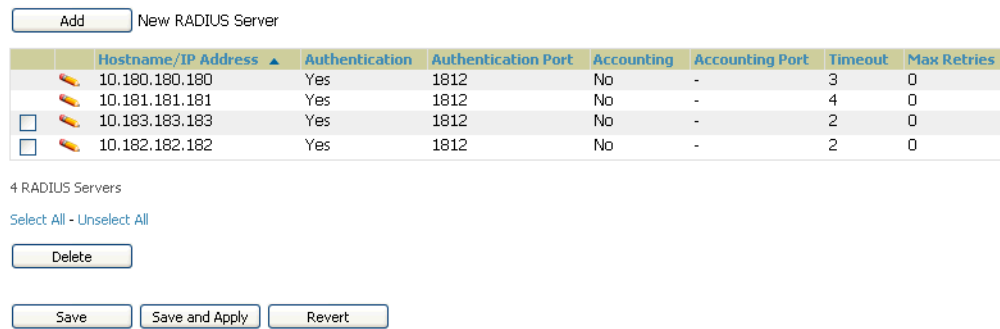 Add New RADIUS Server
Hostname/IP Address Authentication Authentication Port Accounting Accounting Port Timeout Max Retries
10.180.180.180 Yes 1812 No - 3 0
10.181.181.181 Yes 1812 No - 4 0
10.183.183.183 Yes 1812 No - 2 0
10.182.182.182 Yes 1812 No - 2 0
4 RADIUS Servers
Select All - Unselect All
Delete
Save Save and Apply Revert